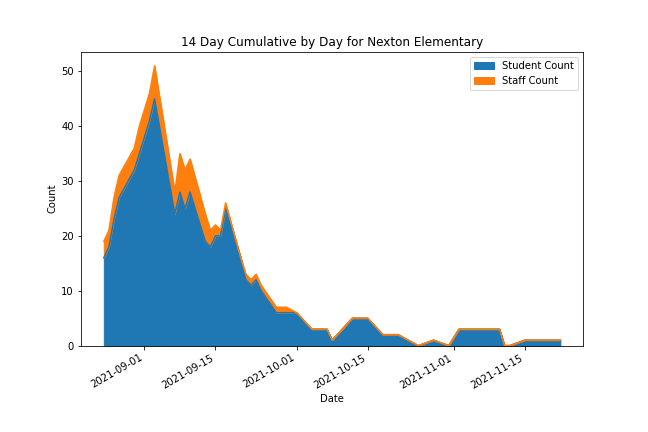 14 Day Cumulative by Day for Nexton Elementary
Student Count
Staff Count
Count
50
40
30
20
10
0
2021-09-01
2021-09-15
2021-10-01
2021-10-15
2021-11-01
2021-11-15
Date